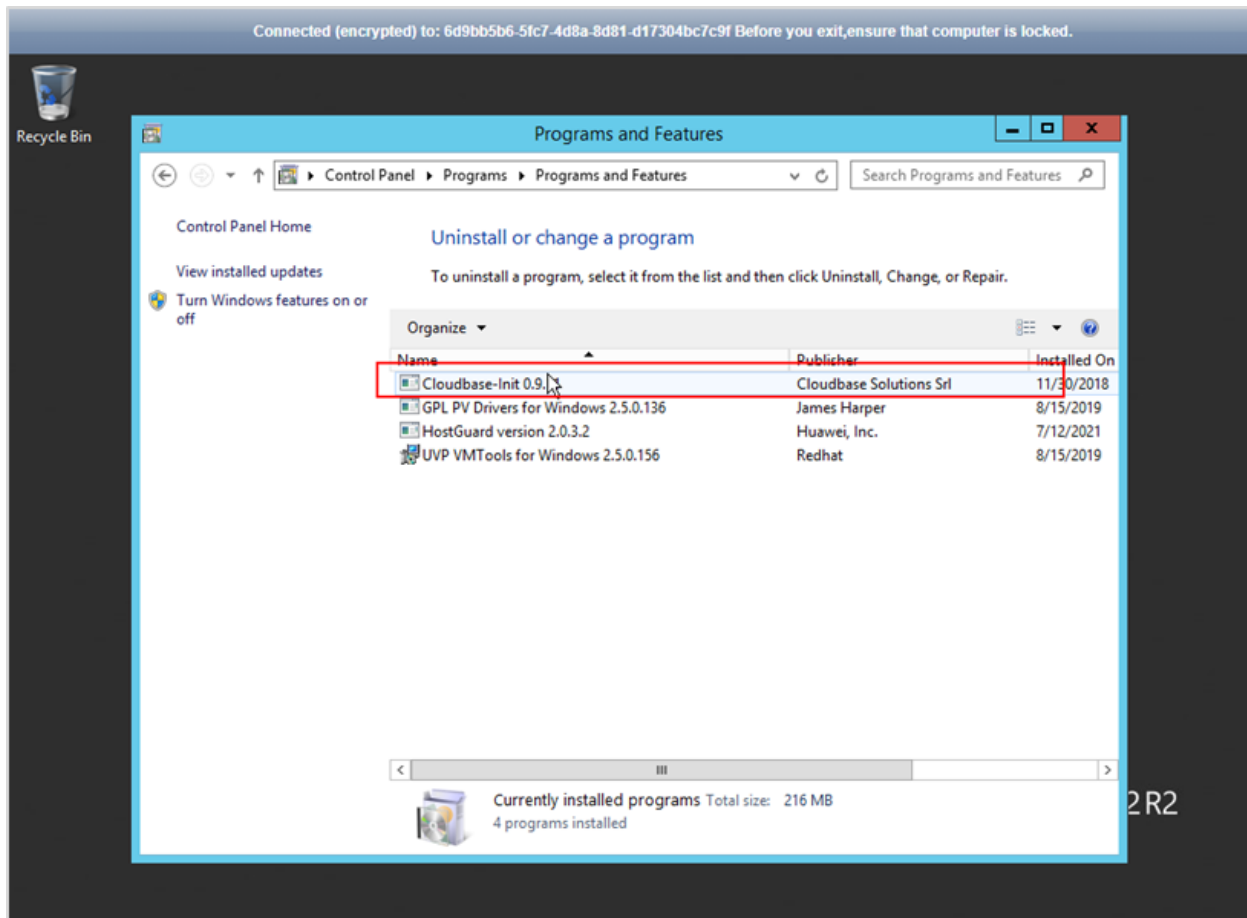 Connected (encrypted) to: 6d9bb5b6-5fc7-4d8a-8d81-d17304bc7c9f Before you exit,ensure that computer is locked.
Recycle Bin
Programs and Features
Control Panel Programs Programs and Features
Search Programs and Features
Control Panel Home
View installed updates
Turn Windows features on or
off
Uninstall or change a program
To uninstall a program, select it from the list and then click Uninstall, Change, or Repair.
Organize
Name Publisher Installed On
Cloudbase-Init Cloudbase Solutions Srl 11/30/2018
GPL PV Drivers for Windows 2.5.0.136 James Harper 8/15/2019
HostGuard version 2.0.3.2 Huawei, Inc. 7/12/2021
UVP VMTools for Windows 2.5.0.156 Redhat 8/15/2019
Currently installed programs Total size: 216 MB
4 programs installed
2 R2